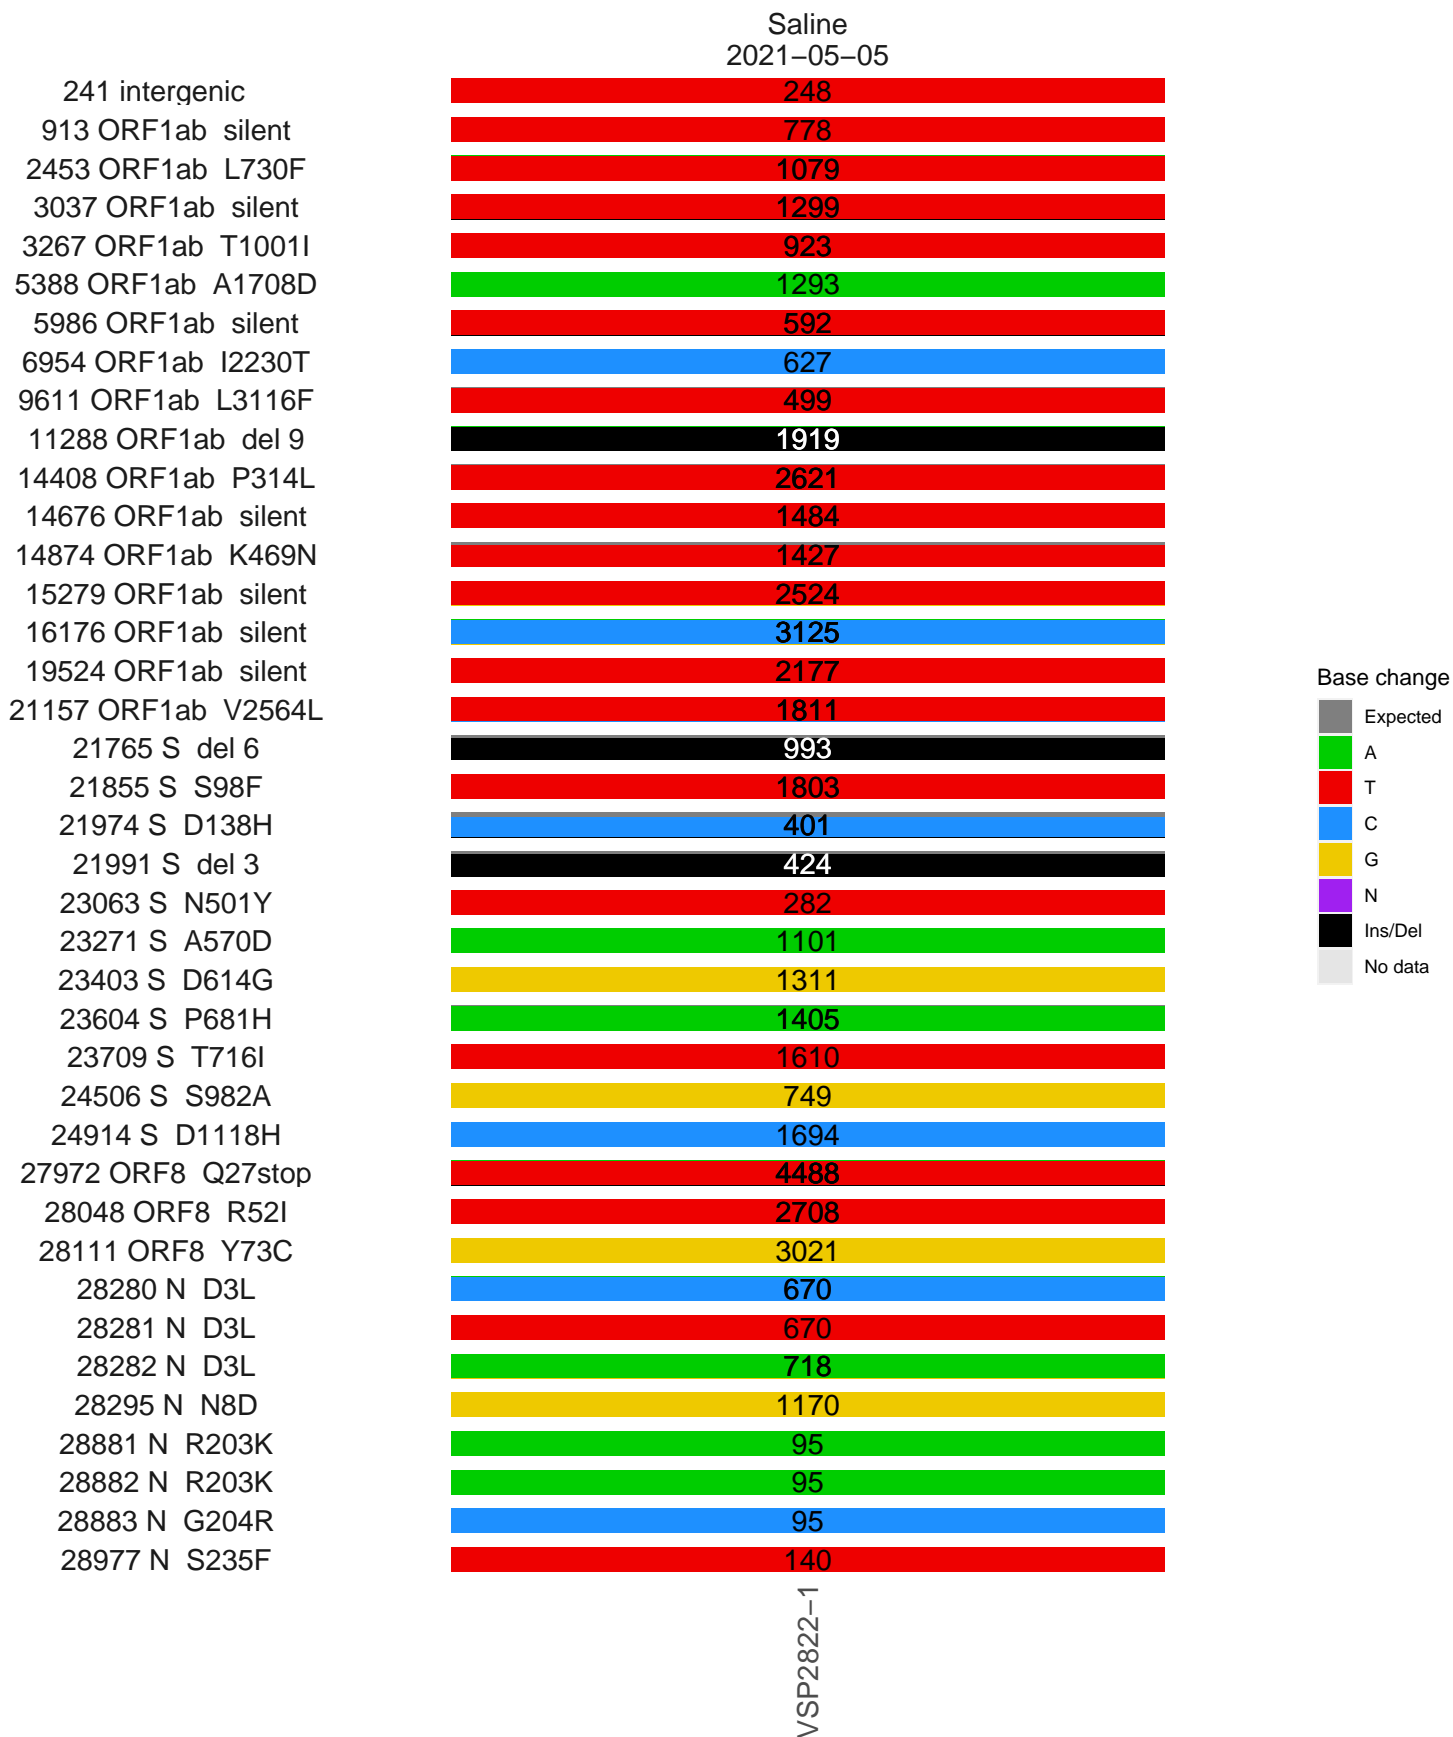 Saline
2021−05−05
241 intergenic 248
913 ORF1ab silent 778
2453 ORF1ab L730F 1079
3037 ORF1ab silent 1299
3267 ORF1ab T1001I 923
5388 ORF1ab A1708D 1293
5986 ORF1ab silent 592
6954 ORF1ab I2230T 627
9611 ORF1ab L3116F 499
11288 ORF1ab del 9 1919
14408 ORF1ab P314L 2621
14676 ORF1ab silent 1484
14874 ORF1ab K469N 1427
15279 ORF1ab silent 2524
16176 ORF1ab silent 3125
19524 ORF1ab silent 2177
21157 ORF1ab V2564L 1811
21765 S del 6 993
21855 S S98F 1803
21974 S D138H 401
21991 S del 3 424
23063 S N501Y 282
23271 S A570D 1101
23403 S D614G 1311
23604 S P681H 1405
23709 S T716I 1610
24506 S S982A 749
24914 S D1118H 1694
27972 ORF8 Q27stop 4488
28048 ORF8 R52I 2708
28111 ORF8 Y73C 3021
28280 N D3L 670
28281 N D3L 670
28282 N D3L 718
28295 N N8D 1170
28881 N R203K 95
28882 N R203K 95
28883 N G204R 95
28977 N S235F 140
VSP2822−1
Base change
Expected
A
T
C
G
N
Ins/Del
No data